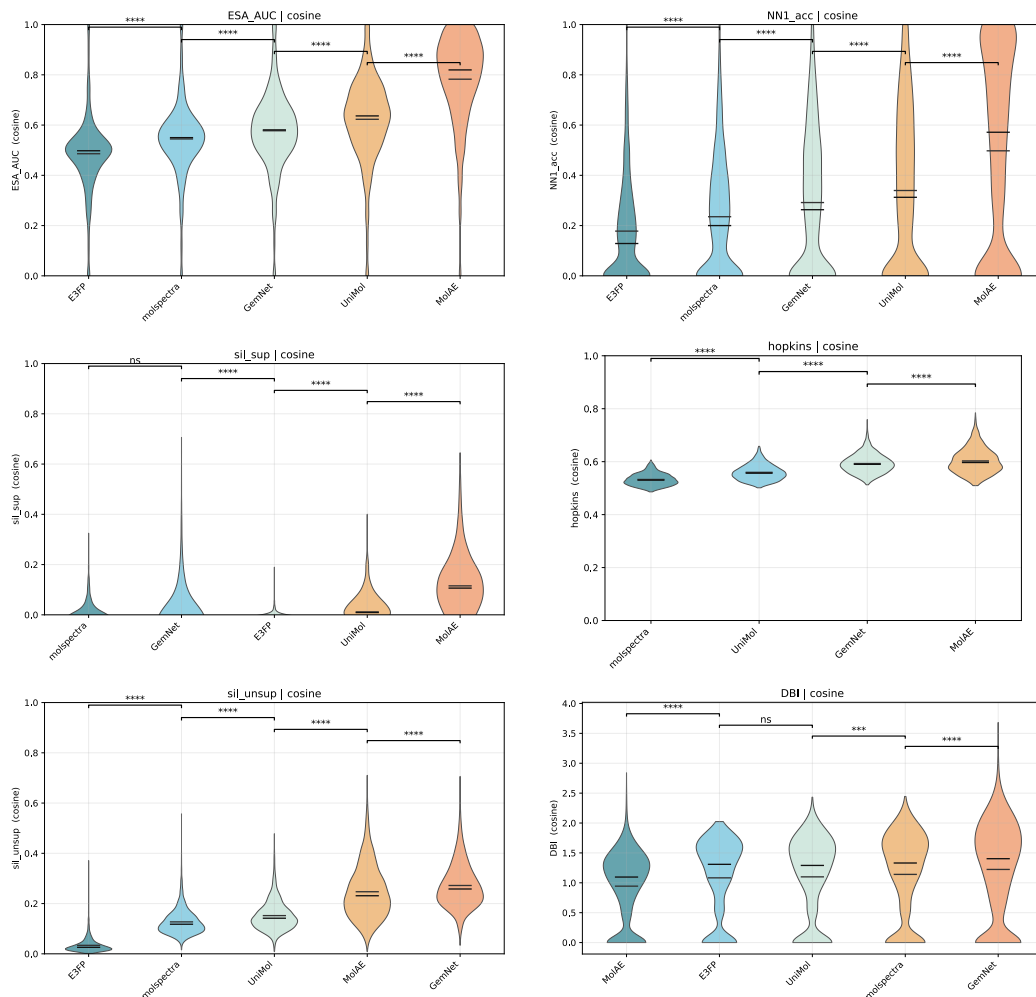 ESA_AUC | cosine
1.0
0.8
0.6
0.4
0.2
0.0
ESA_AUC (cosine)
****
****
****
****
E3FP
molspectra
GemNet
UniMol
MolAE
NN1_acc | cosine
1.0
0.8
0.6
0.4
0.2
0.0
NN1_acc (cosine)
****
****
****
****
E3FP
molspectra
GemNet
UniMol
MolAE
sil_sup | cosine
1.0
0.8
0.6
0.4
0.2
0.0
sil_sup (cosine)
ns
****
****
****
molspectra
GemNet
E3FP
UniMol
MolAE
hopkins | cosine
1.0
0.8
0.6
0.4
0.2
0.0
hopkins (cosine)
****
****
****
molspectra
UniMol
GemNet
MolAE
sil_unsup | cosine
1.0
0.8
0.6
0.4
0.2
0.0
sil_unsup (cosine)
****
****
****
****
E3FP
molspectra
UniMol
MolAE
GemNet
DBI | cosine
4.0
3.5
3.0
2.5
2.0
1.5
1.0
0.5
0.0
DBI (cosine)
****
ns
***
****
MolAE
E3FP
UniMol
molspectra
GemNet